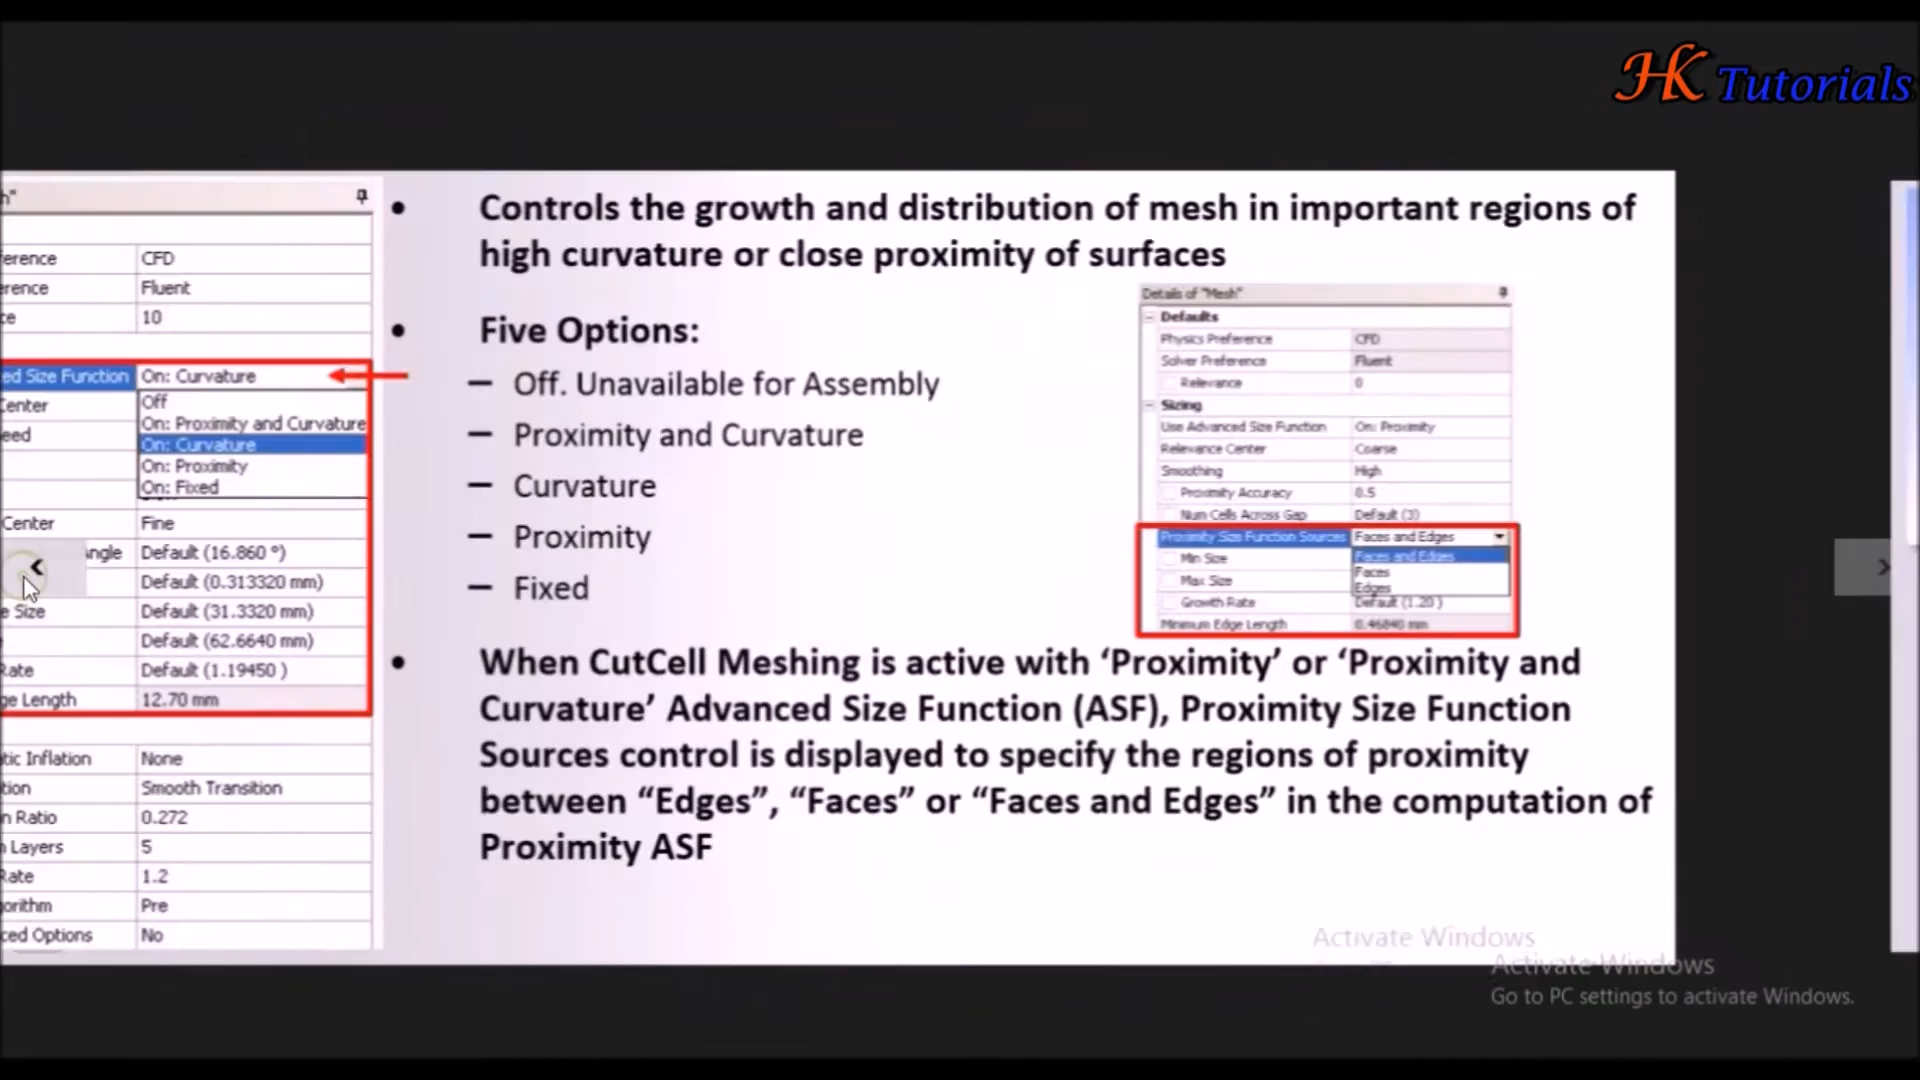 HK Tutorials
h"
erence CFD
rence Fluent
ce 10
ed Size Function On: Curvature
Off
Center
On: Proximity and Curvature
eed
On: Curvature
On: Proximity
On: Fixed
Center Fine
Angle Default (16.860 °)
Default (0.313320 mm)
e Size Default (31.3320 mm)
Default (62.6640 mm)
Rate Default (1.19450 )
ge Length 12.70 mm
tic Inflation None
tion Smooth Transition
n Ratio 0.272
n Layers 5
Rate 1.2
orithm Pre
ced Options No
• Controls the growth and distribution of mesh in important regions of
high curvature or close proximity of surfaces
• Five Options:
– Off. Unavailable for Assembly
– Proximity and Curvature
– Curvature
– Proximity
– Fixed
Details of "Mesh"
Defaults
Physics Preference CFD
Solver Preference Fluent
Relevance 0
Sizing
Use Advanced Size Function On: Proximity
Relevance Center Coarse
Smoothing High
Proximity Accuracy 0.5
Num Cells Across Gap Default (3)
Proximity Size Function Sources Faces and Edges
Min Size Faces and Edges
Faces
Max Size Edges
Growth Rate Default (1.20 )
Minimum Edge Length 0.46840 mm
• When CutCell Meshing is active with ‘Proximity’ or ‘Proximity and
Curvature’ Advanced Size Function (ASF), Proximity Size Function
Sources control is displayed to specify the regions of proximity
between “Edges”, “Faces” or “Faces and Edges” in the computation of
Proximity ASF
Activate Windows
Activate Windows
Go to PC settings to activate Windows.